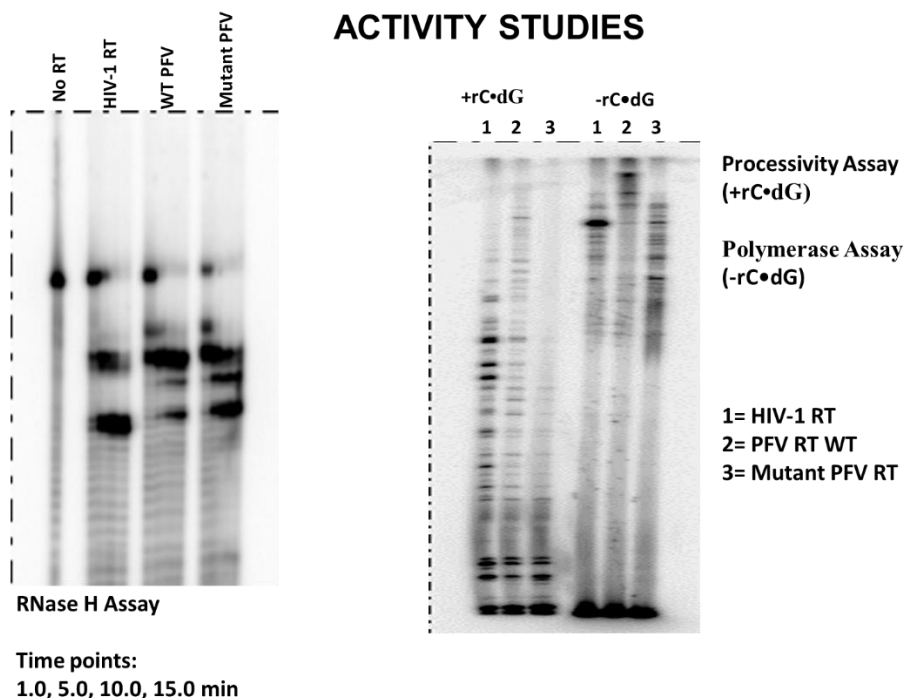 ACTIVITY STUDIES
No RT
HIV-1 RT
WT PFV
Mutant PFV
+rC•dG -rC•dG
1 2 3 1 2 3
Processivity Assay
(+rC•dG)
Polymerase Assay
(-rC•dG)
1= HIV-1 RT
2= PFV RT WT
3= Mutant PFV RT
RNase H Assay
Time points:
1.0, 5.0, 10.0, 15.0 min